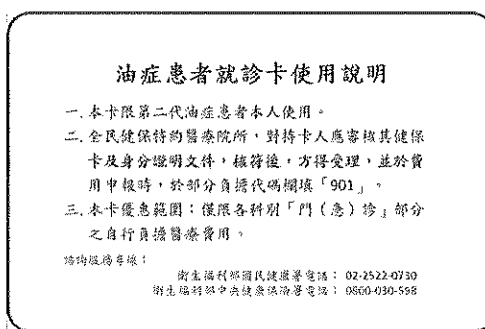 油症患者就診卡使用說明
一. 本卡限第二代油症患者本人使用。
二. 全民健保特約醫療院所，對持卡人應審核其健保
卡及身分證明文件，核符後，方得受理，並於費
用申報時，於部分負擔代碼欄填「901」。
三. 本卡優惠範圍：僅限各科別「門（急）診」部分
之自行負擔醫療費用。
諮詢服務專線：
衛生福利部國民健康署電話： 02-2522-0730
衛生福利部中央健康保險署電話： 0800-030-598